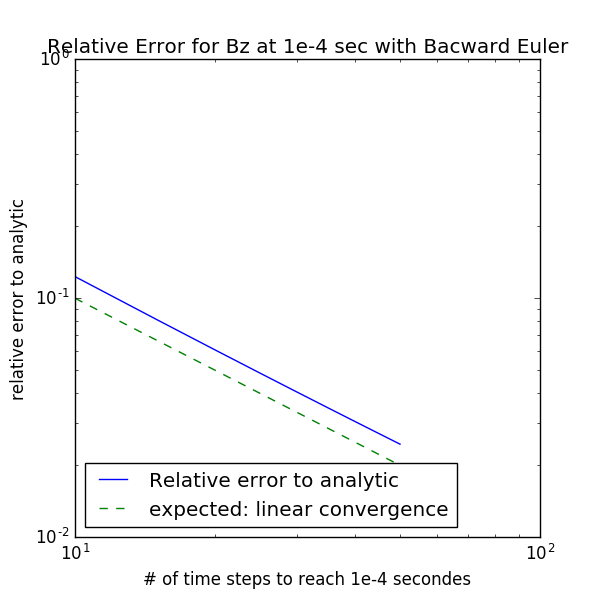 Relative Error for Bz at 1e-4 sec with Bacward Euler
10^0
10^-1
10^-2
relative error to analytic
Relative error to analytic
expected: linear convergence
10^1
10^2
# of time steps to reach 1e-4 secondes